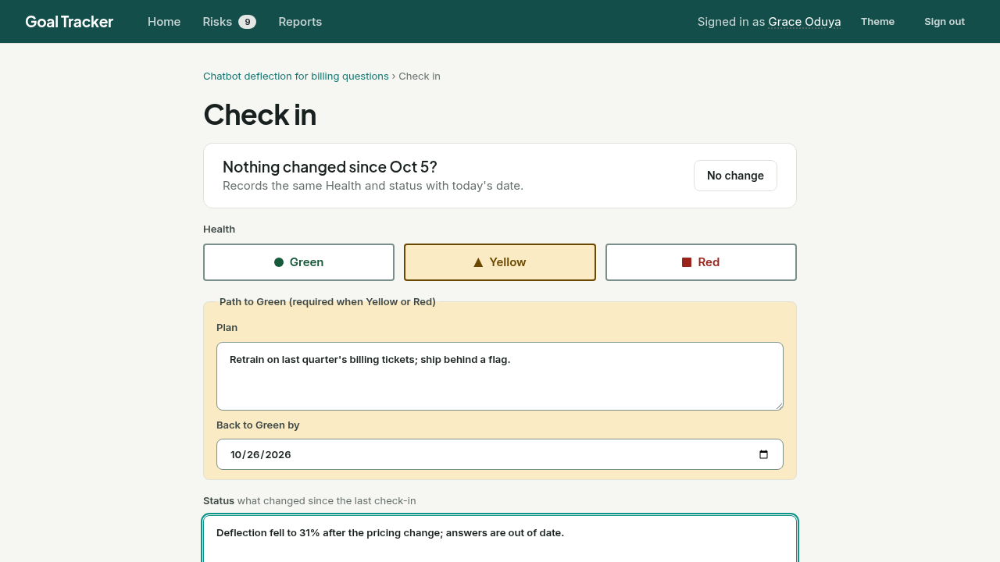 GoalTracker Home Risks 9 Reports Signed in as Grace Oduya Theme Sign out
Chatbot deflection for billing questions › Check in
Check in
Nothing changed since Oct 5?
Records the same Health and status with today's date.
No change
Health
Green Yellow Red
Path to Green (required when Yellow or Red)
Plan
Retrain on last quarter's billing tickets; ship behind a flag.
Back to Green by
10/26/2026
Status what changed since the last check-in
Deflection fell to 31% after the pricing change; answers are out of date.